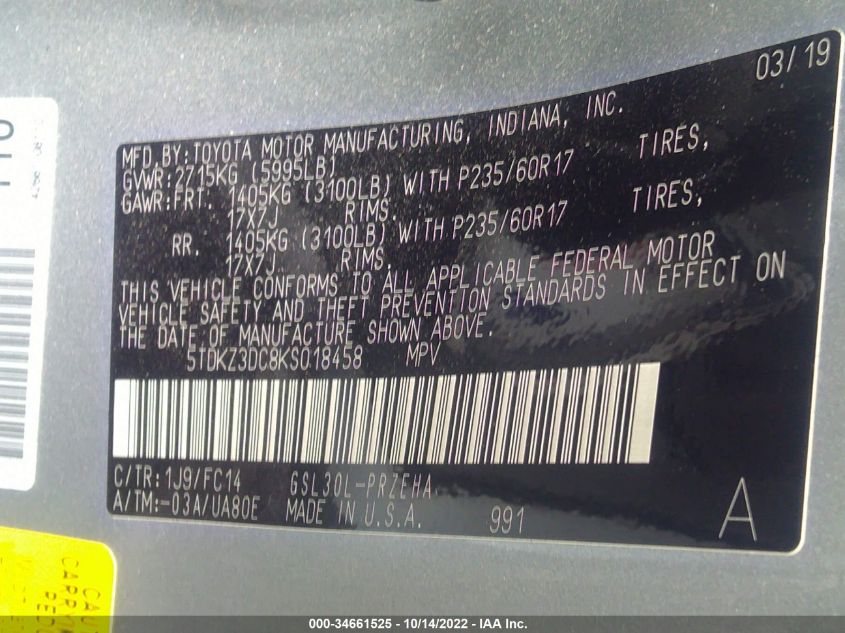 03/19
MFD. BY:TOYOTA MOTOR MANUFACTURING, INDIANA, INC.
GVWR:2715KG (5995LB)
GAWR:FRT. 1405KG (3100LB) WITH P235/60R17 TIRES,
17X7J RIMS.
RR. 1405KG (3100LB) WITH P235/60R17 TIRES,
17X7J RIMS.
THIS VEHICLE CONFORMS TO ALL APPLICABLE FEDERAL MOTOR
VEHICLE SAFETY AND THEFT PREVENTION STANDARDS IN EFFECT ON
THE DATE OF MANUFACTURE SHOWN ABOVE.
5TDKZ3DC8KS018458 MPV
C/TR:1J9/FC14 GSL30L-PRZEHA
A/TM:-03A/UA80E MADE IN U.S.A. 991
A
000-34661525 - 10/14/2022 - IAA Inc.